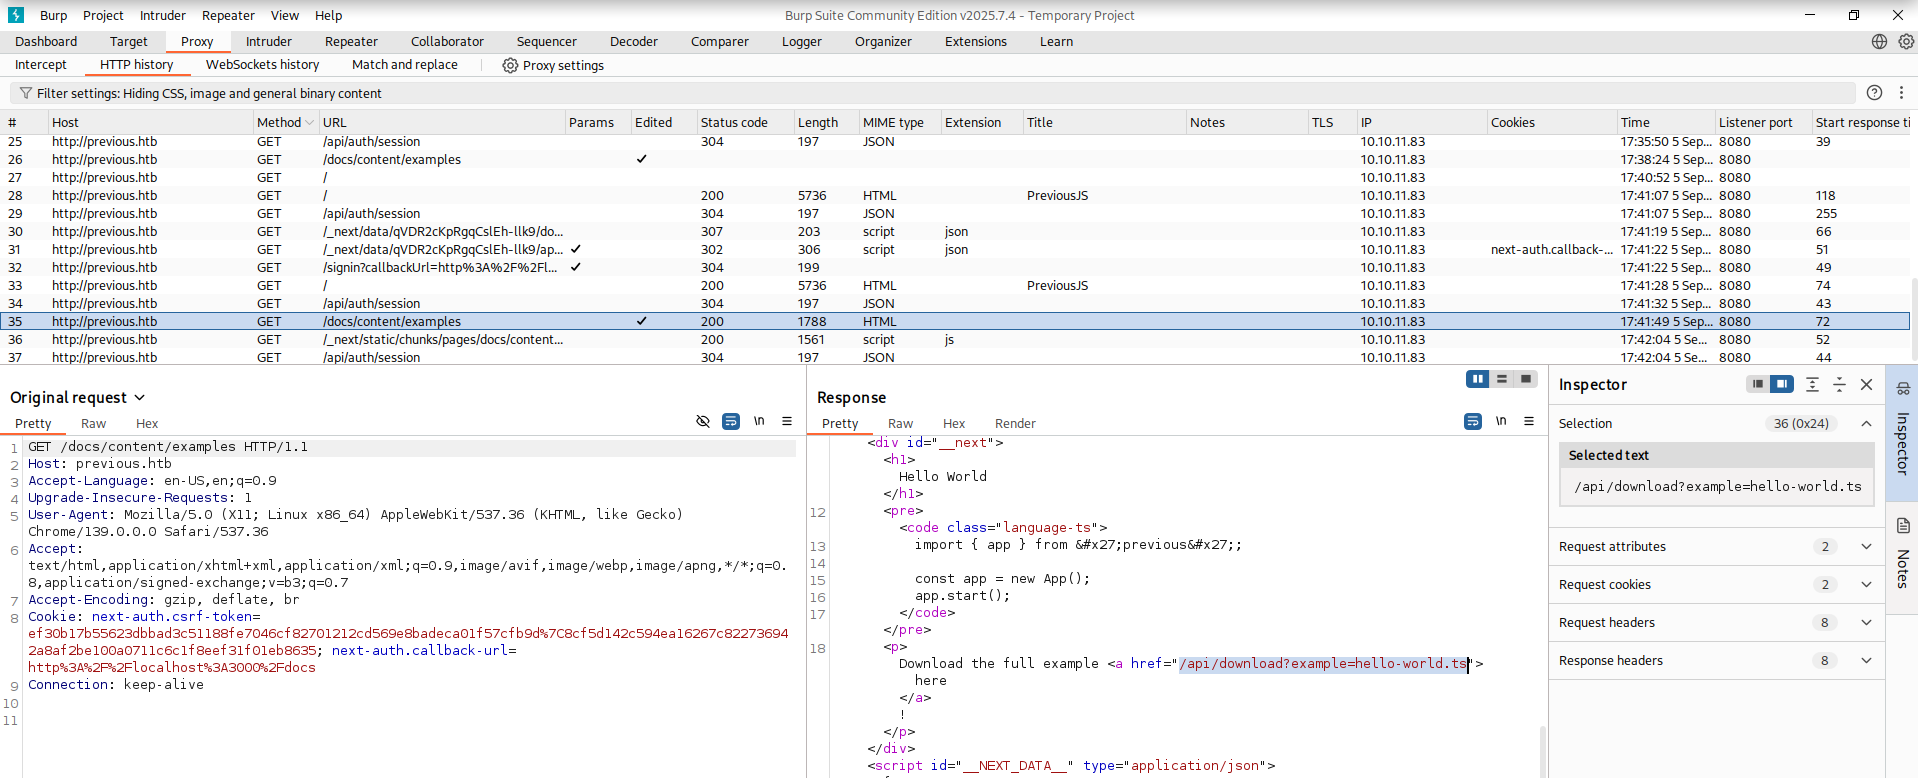 Burp Project Intruder Repeater View Help Burp Suite Community Edition v2025.7.4 - Temporary Project
Dashboard Target Proxy Intruder Repeater Collaborator Sequencer Decoder Comparer Logger Organizer Extensions Learn
Intercept HTTP history WebSockets history Match and replace Proxy settings
Filter settings: Hiding CSS, image and general binary content
# Host Method URL Params Edited Status code Length MIME type Extension Title Notes TLS IP Cookies Time Listener port Start response ti
25 http://previous.htb GET /api/auth/session 304 197 JSON 10.10.11.83 17:35:50 5 Sep... 8080 39
26 http://previous.htb GET /docs/content/examples ✓ 10.10.11.83 17:38:24 5 Sep... 8080
27 http://previous.htb GET / 10.10.11.83 17:40:52 5 Sep... 8080
28 http://previous.htb GET / 200 5736 HTML PreviousJS 10.10.11.83 17:41:07 5 Sep... 8080 118
29 http://previous.htb GET /api/auth/session 304 197 JSON 10.10.11.83 17:41:07 5 Sep... 8080 255
30 http://previous.htb GET /_next/data/qVDR2cKpRgqCslEh-llk9/do... 307 203 script json 10.10.11.83 17:41:19 5 Sep... 8080 66
31 http://previous.htb GET /_next/data/qVDR2cKpRgqCslEh-llk9/ap... ✓ 302 306 script json 10.10.11.83 next-auth.callback-... 17:41:22 5 Sep... 8080 51
32 http://previous.htb GET /signin?callbackUrl=http%3A%2F%2Fl... ✓ 304 199 10.10.11.83 17:41:22 5 Sep... 8080 49
33 http://previous.htb GET / 200 5736 HTML PreviousJS 10.10.11.83 17:41:28 5 Sep... 8080 74
34 http://previous.htb GET /api/auth/session 304 197 JSON 10.10.11.83 17:41:32 5 Sep... 8080 43
35 http://previous.htb GET /docs/content/examples ✓ 200 1788 HTML 10.10.11.83 17:41:49 5 Sep... 8080 72
36 http://previous.htb GET /_next/static/chunks/pages/docs/content... 200 1561 script js 10.10.11.83 17:42:04 5 Se... 8080 52
37 http://previous.htb GET /api/auth/session 304 197 JSON 10.10.11.83 17:42:04 5 Se... 8080 44
Original request
Pretty Raw Hex \n
1 GET /docs/content/examples HTTP/1.1
2 Host: previous.htb
3 Accept-Language: en-US,en;q=0.9
4 Upgrade-Insecure-Requests: 1
5 User-Agent: Mozilla/5.0 (X11; Linux x86_64) AppleWebKit/537.36 (KHTML, like Gecko)
Chrome/139.0.0.0 Safari/537.36
6 Accept:
text/html,application/xhtml+xml,application/xml;q=0.9,image/avif,image/webp,image/apng,*/*;q=0.
8,application/signed-exchange;v=b3;q=0.7
7 Accept-Encoding: gzip, deflate, br
8 Cookie: next-auth.csrf-token=
ef30b17b55623dbbad3c51188fe7046cf82701212cd569e8badeca01f57cfb9d%7C8cf5d142c594ea16267c82273694
2a8af2be100a0711c6c1f8eef31f01eb8635; next-auth.callback-url=
http%3A%2F%2Flocalhost%3A3000%2Fdocs
9 Connection: keep-alive
10
11
Response
Pretty Raw Hex Render \n
<div id="__next">
<h1>
Hello World
</h1>
12 <pre>
<code class="language-ts">
13 import { app } from &#x27;previous&#x27;;
14
15 const app = new App();
16 app.start();
17 </code>
</pre>
18 <p>
Download the full example <a href="/api/download?example=hello-world.ts">
here
</a>
!
</p>
</div>
<script id="__NEXT_DATA__" type="application/json">
Inspector
Selection 36 (0x24)
Selected text
/api/download?example=hello-world.ts
Request attributes 2
Request cookies 2
Request headers 8
Response headers 8
Inspector
Notes